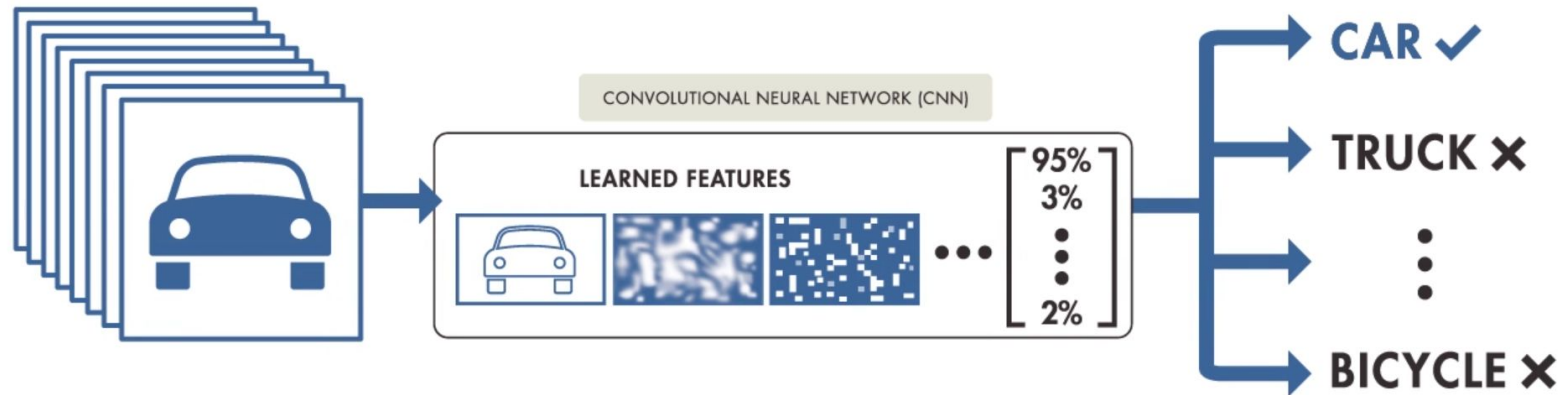 CONVOLUTIONAL NEURAL NETWORK (CNN)
LEARNED FEATURES
95%
3%
2%
CAR
TRUCK
BICYCLE